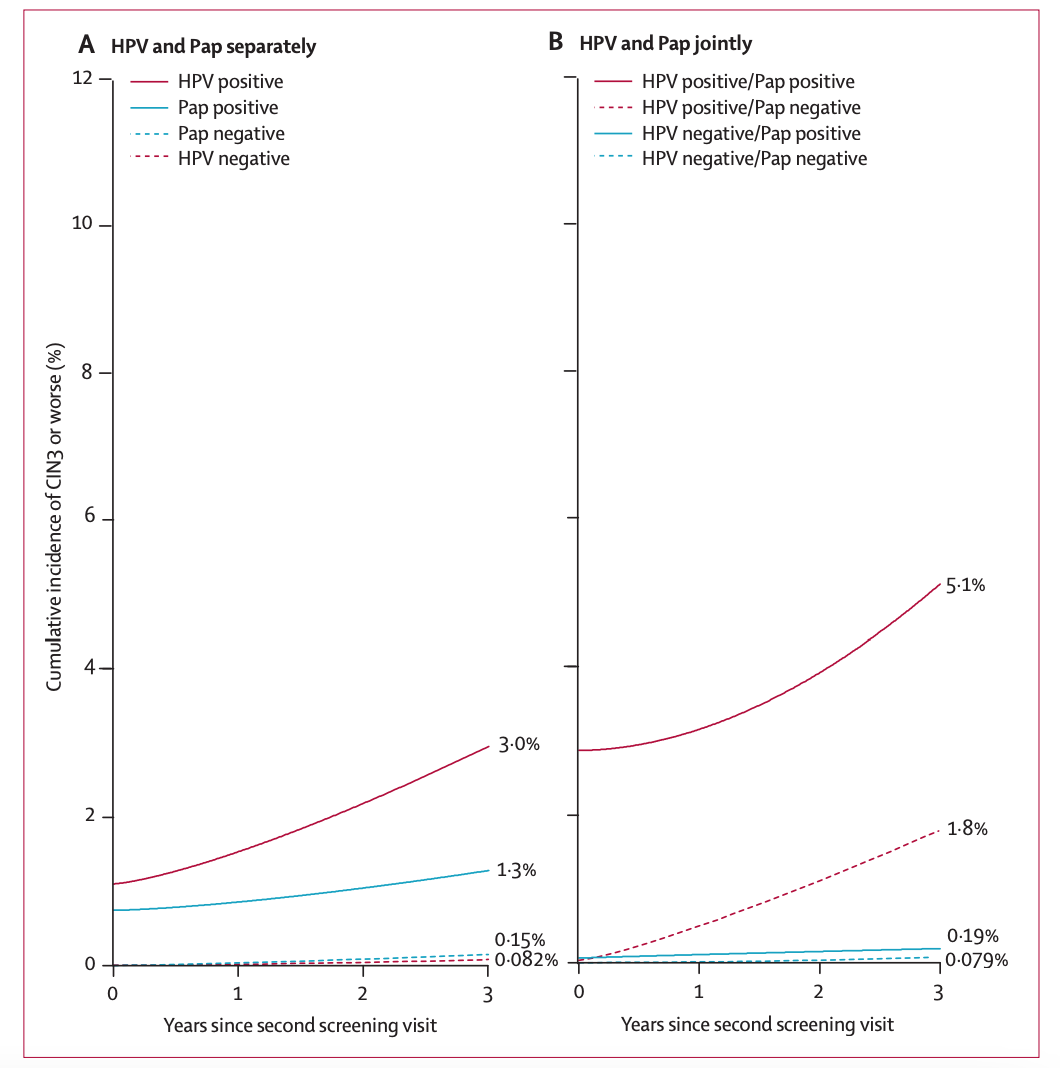 A HPV and Pap separately
12
10
8
6
4
2
0
HPV positive
Pap positive
Pap negative
HPV negative
Cumulative incidence of CIN3 or worse (%)
3·0%
1·3%
0·15%
0·082%
0 1 2 3
Years since second screening visit
B HPV and Pap jointly
HPV positive/Pap positive
HPV positive/Pap negative
HPV negative/Pap positive
HPV negative/Pap negative
5·1%
1·8%
0·19%
0·079%
0 1 2 3
Years since second screening visit